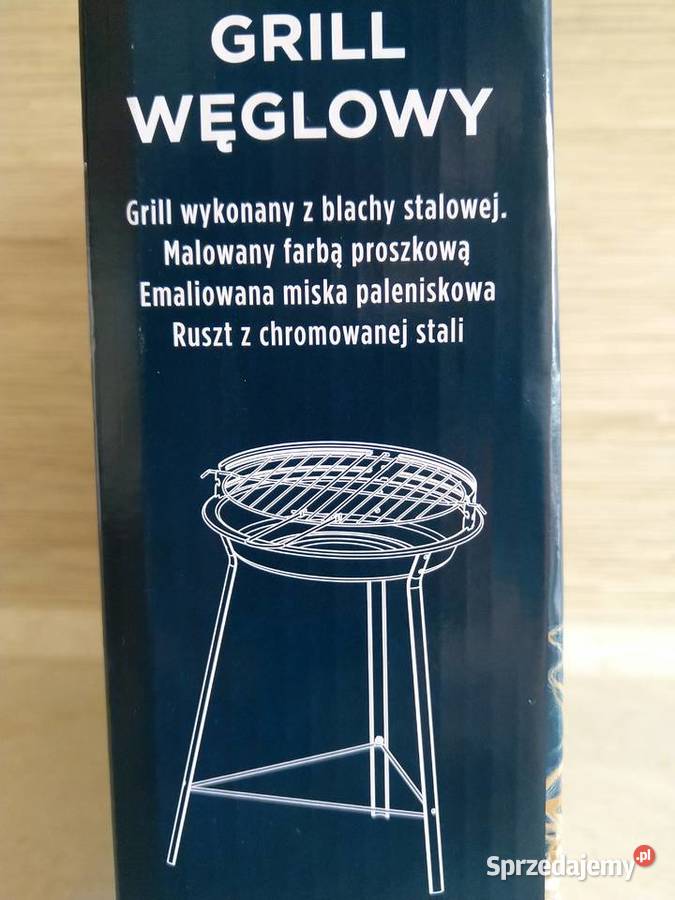 GRILL
WĘGLOWY
Grill wykonany z blachy stalowej.
Malowany farbą proszkową
Emaliowana miska paleniskowa
Ruszt z chromowanej stali
Sprzedajemy.pl